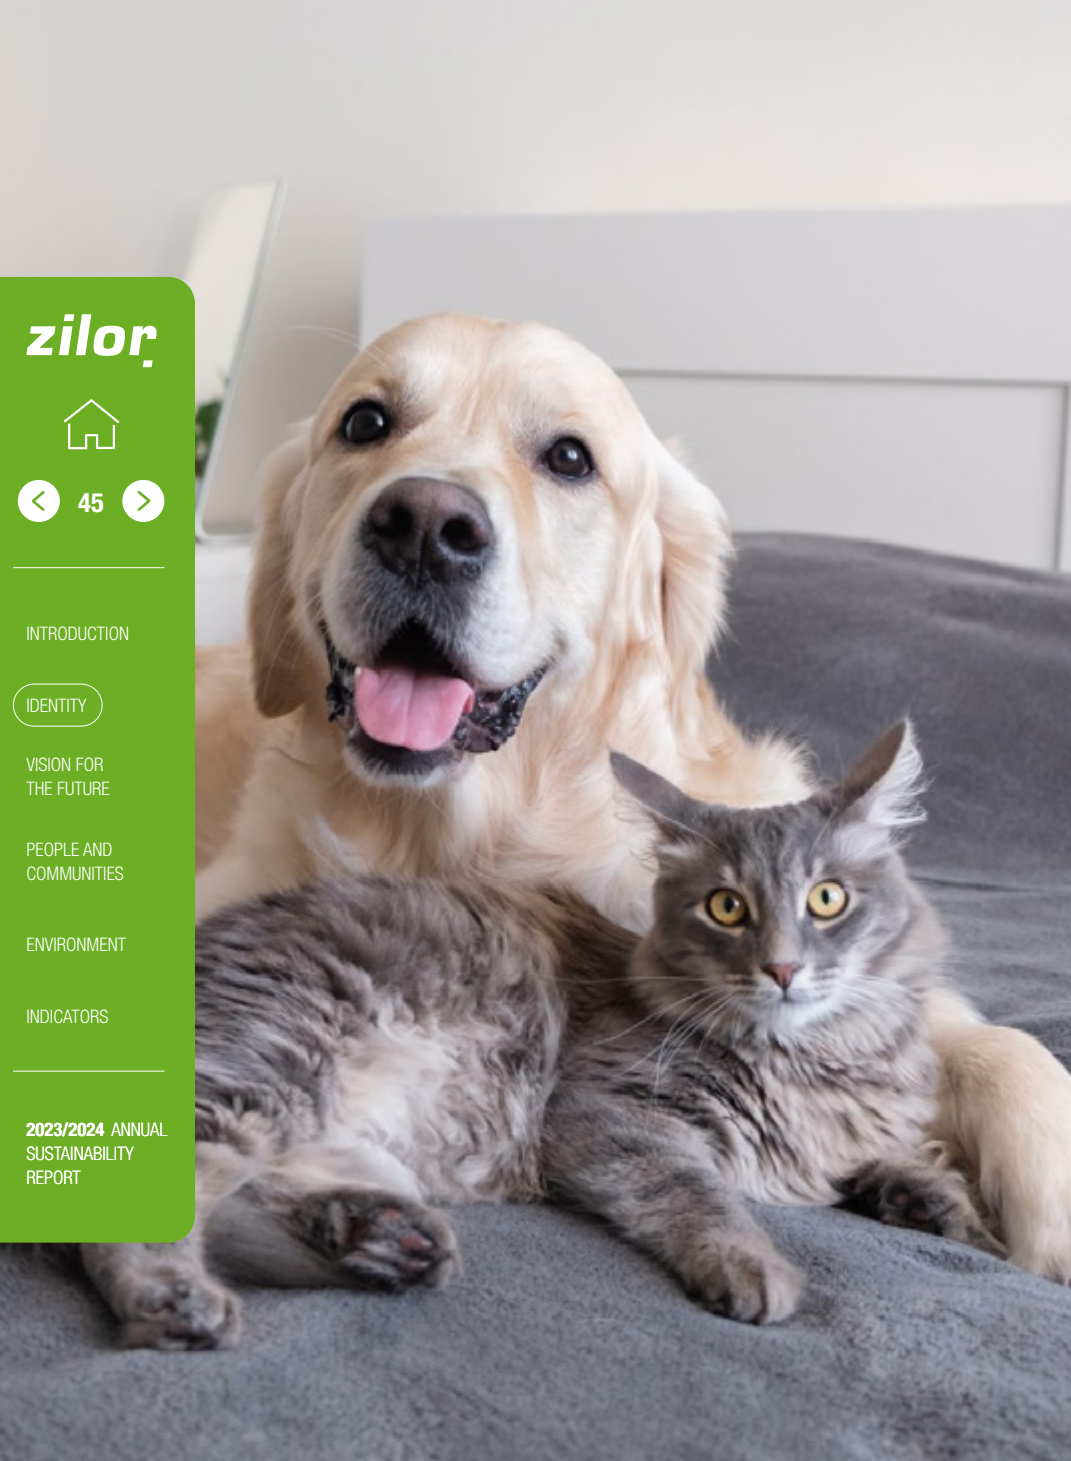 zilor
45
INTRODUCTION
IDENTITY
VISION FOR
THE FUTURE
PEOPLE AND
COMMUNITIES
ENVIRONMENT
INDICATORS
2023/2024 ANNUAL
SUSTAINABILITY
REPORT